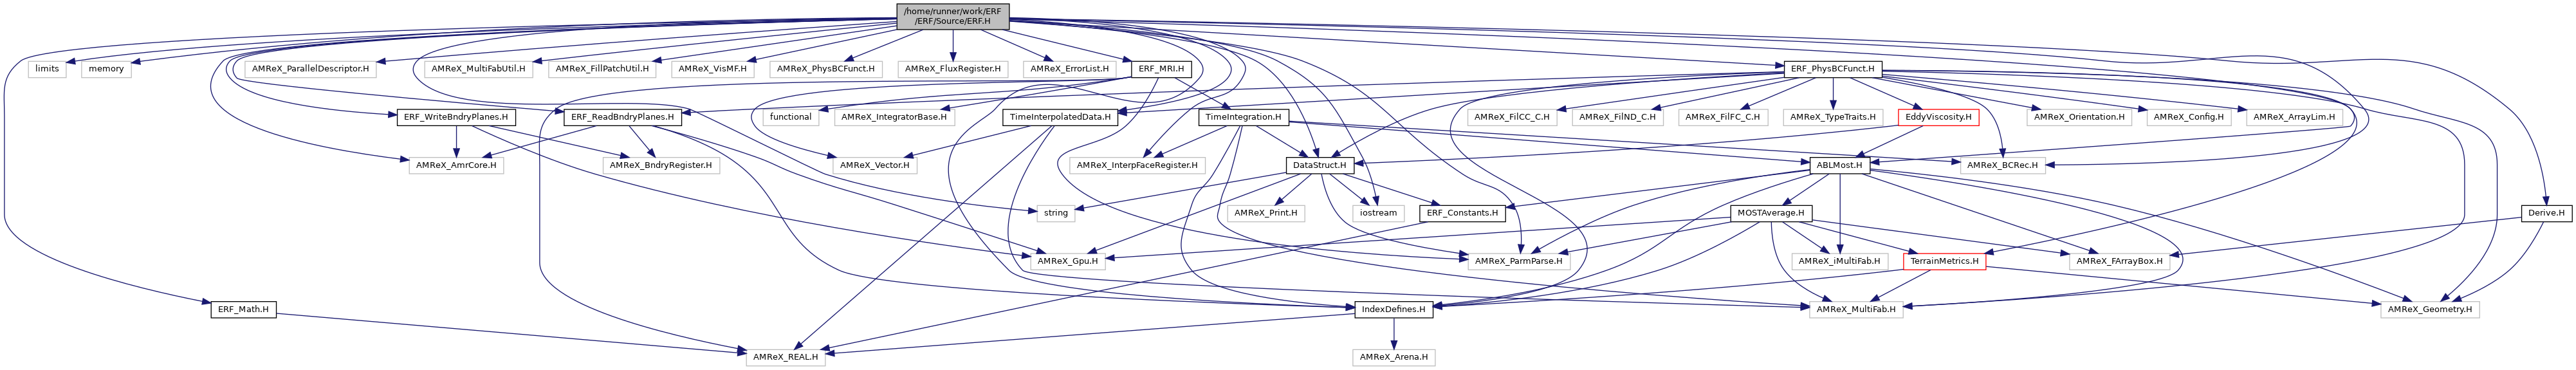 /home/runner/work/ERF
/ERF/Source/ERF.H
limits
memory
AMReX_ParallelDescriptor.H
AMReX_MultiFabUtil.H
AMReX_FillPatchUtil.H
AMReX_VisMF.H
AMReX_PhysBCFunct.H
AMReX_FluxRegister.H
AMReX_ErrorList.H
ERF_MRI.H
ERF_PhysBCFunct.H
ERF_WriteBndryPlanes.H
ERF_ReadBndryPlanes.H
functional
AMReX_IntegratorBase.H
TimeInterpolatedData.H
TimeIntegration.H
AMReX_FilCC_C.H
AMReX_FilND_C.H
AMReX_FilFC_C.H
AMReX_TypeTraits.H
EddyViscosity.H
AMReX_Orientation.H
AMReX_Config.H
AMReX_ArrayLim.H
AMReX_AmrCore.H
AMReX_BndryRegister.H
AMReX_Vector.H
AMReX_InterpFaceRegister.H
DataStruct.H
ABLMost.H
AMReX_BCRec.H
string
AMReX_Print.H
iostream
ERF_Constants.H
MOSTAverage.H
Derive.H
AMReX_Gpu.H
AMReX_ParmParse.H
AMReX_iMultiFab.H
TerrainMetrics.H
AMReX_FArrayBox.H
ERF_Math.H
IndexDefines.H
AMReX_MultiFab.H
AMReX_Geometry.H
AMReX_REAL.H
AMReX_Arena.H